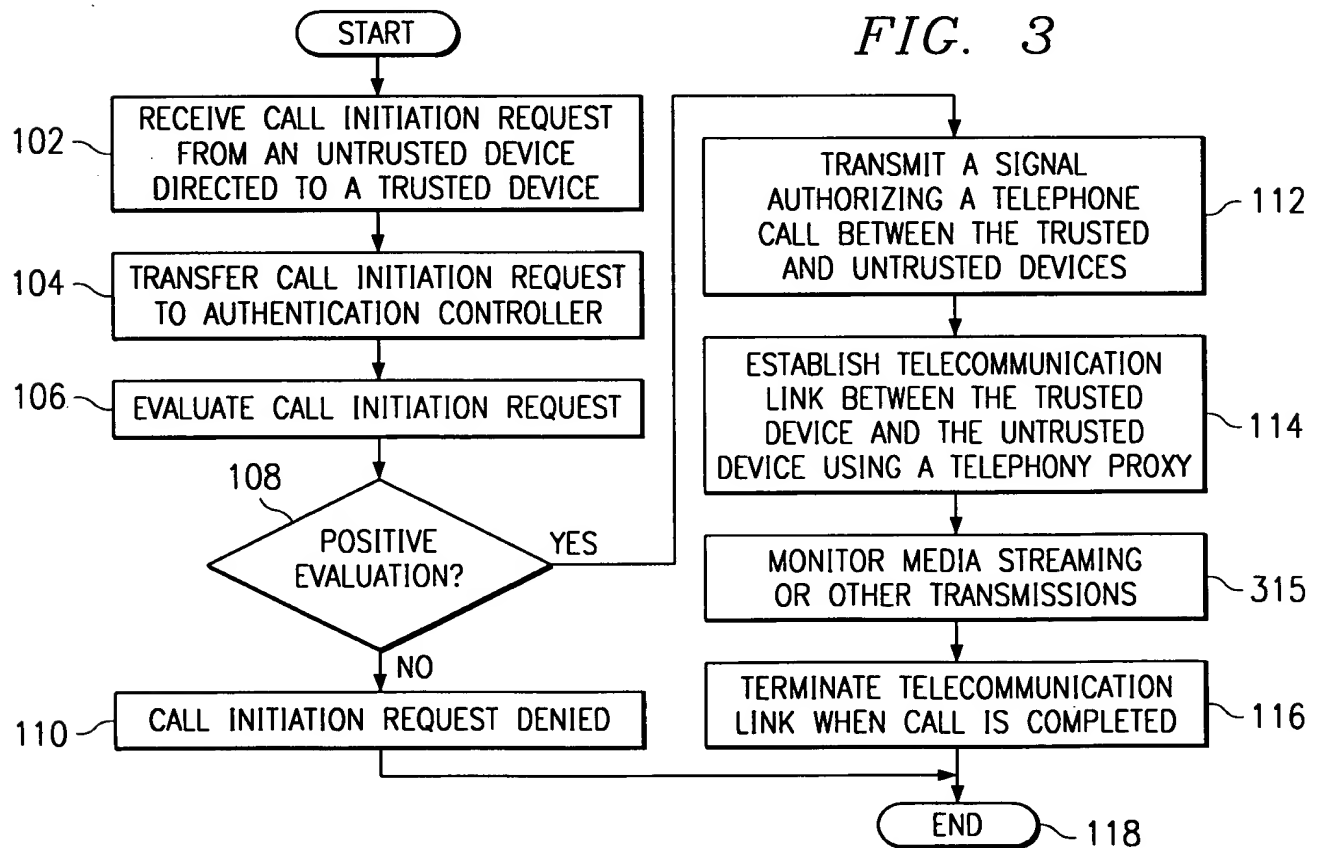 FIG. 3
START
102
RECEIVE CALL INITIATION REQUEST
FROM AN UNTRUSTED DEVICE
DIRECTED TO A TRUSTED DEVICE
104
TRANSFER CALL INITIATION REQUEST
TO AUTHENTICATION CONTROLLER
106
EVALUATE CALL INITIATION REQUEST
108
POSITIVE
EVALUATION?
YES
NO
110
CALL INITIATION REQUEST DENIED
TRANSMIT A SIGNAL
AUTHORIZING A TELEPHONE
CALL BETWEEN THE TRUSTED
AND UNTRUSTED DEVICES
112
ESTABLISH TELECOMMUNICATION
LINK BETWEEN THE TRUSTED
DEVICE AND THE UNTRUSTED
DEVICE USING A TELEPHONY PROXY
114
MONITOR MEDIA STREAMING
OR OTHER TRANSMISSIONS
315
TERMINATE TELECOMMUNICATION
LINK WHEN CALL IS COMPLETED
116
END
118